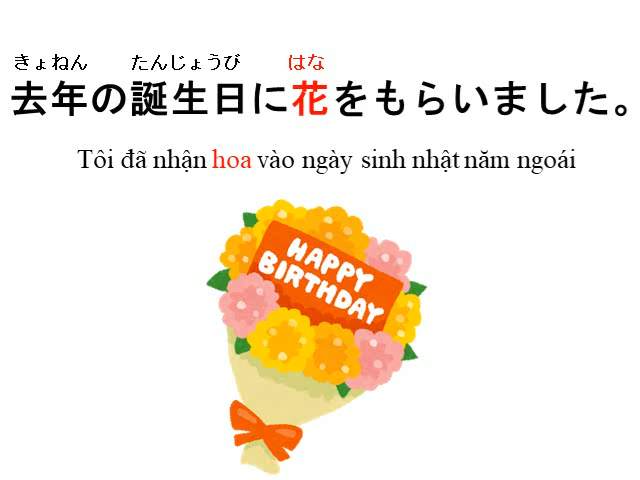 きょねん たんじょうび はな
去年の誕生日に花をもらいました。
Tôi đã nhận hoa vào ngày sinh nhật năm ngoái
HAPPY
BIRTHDAY